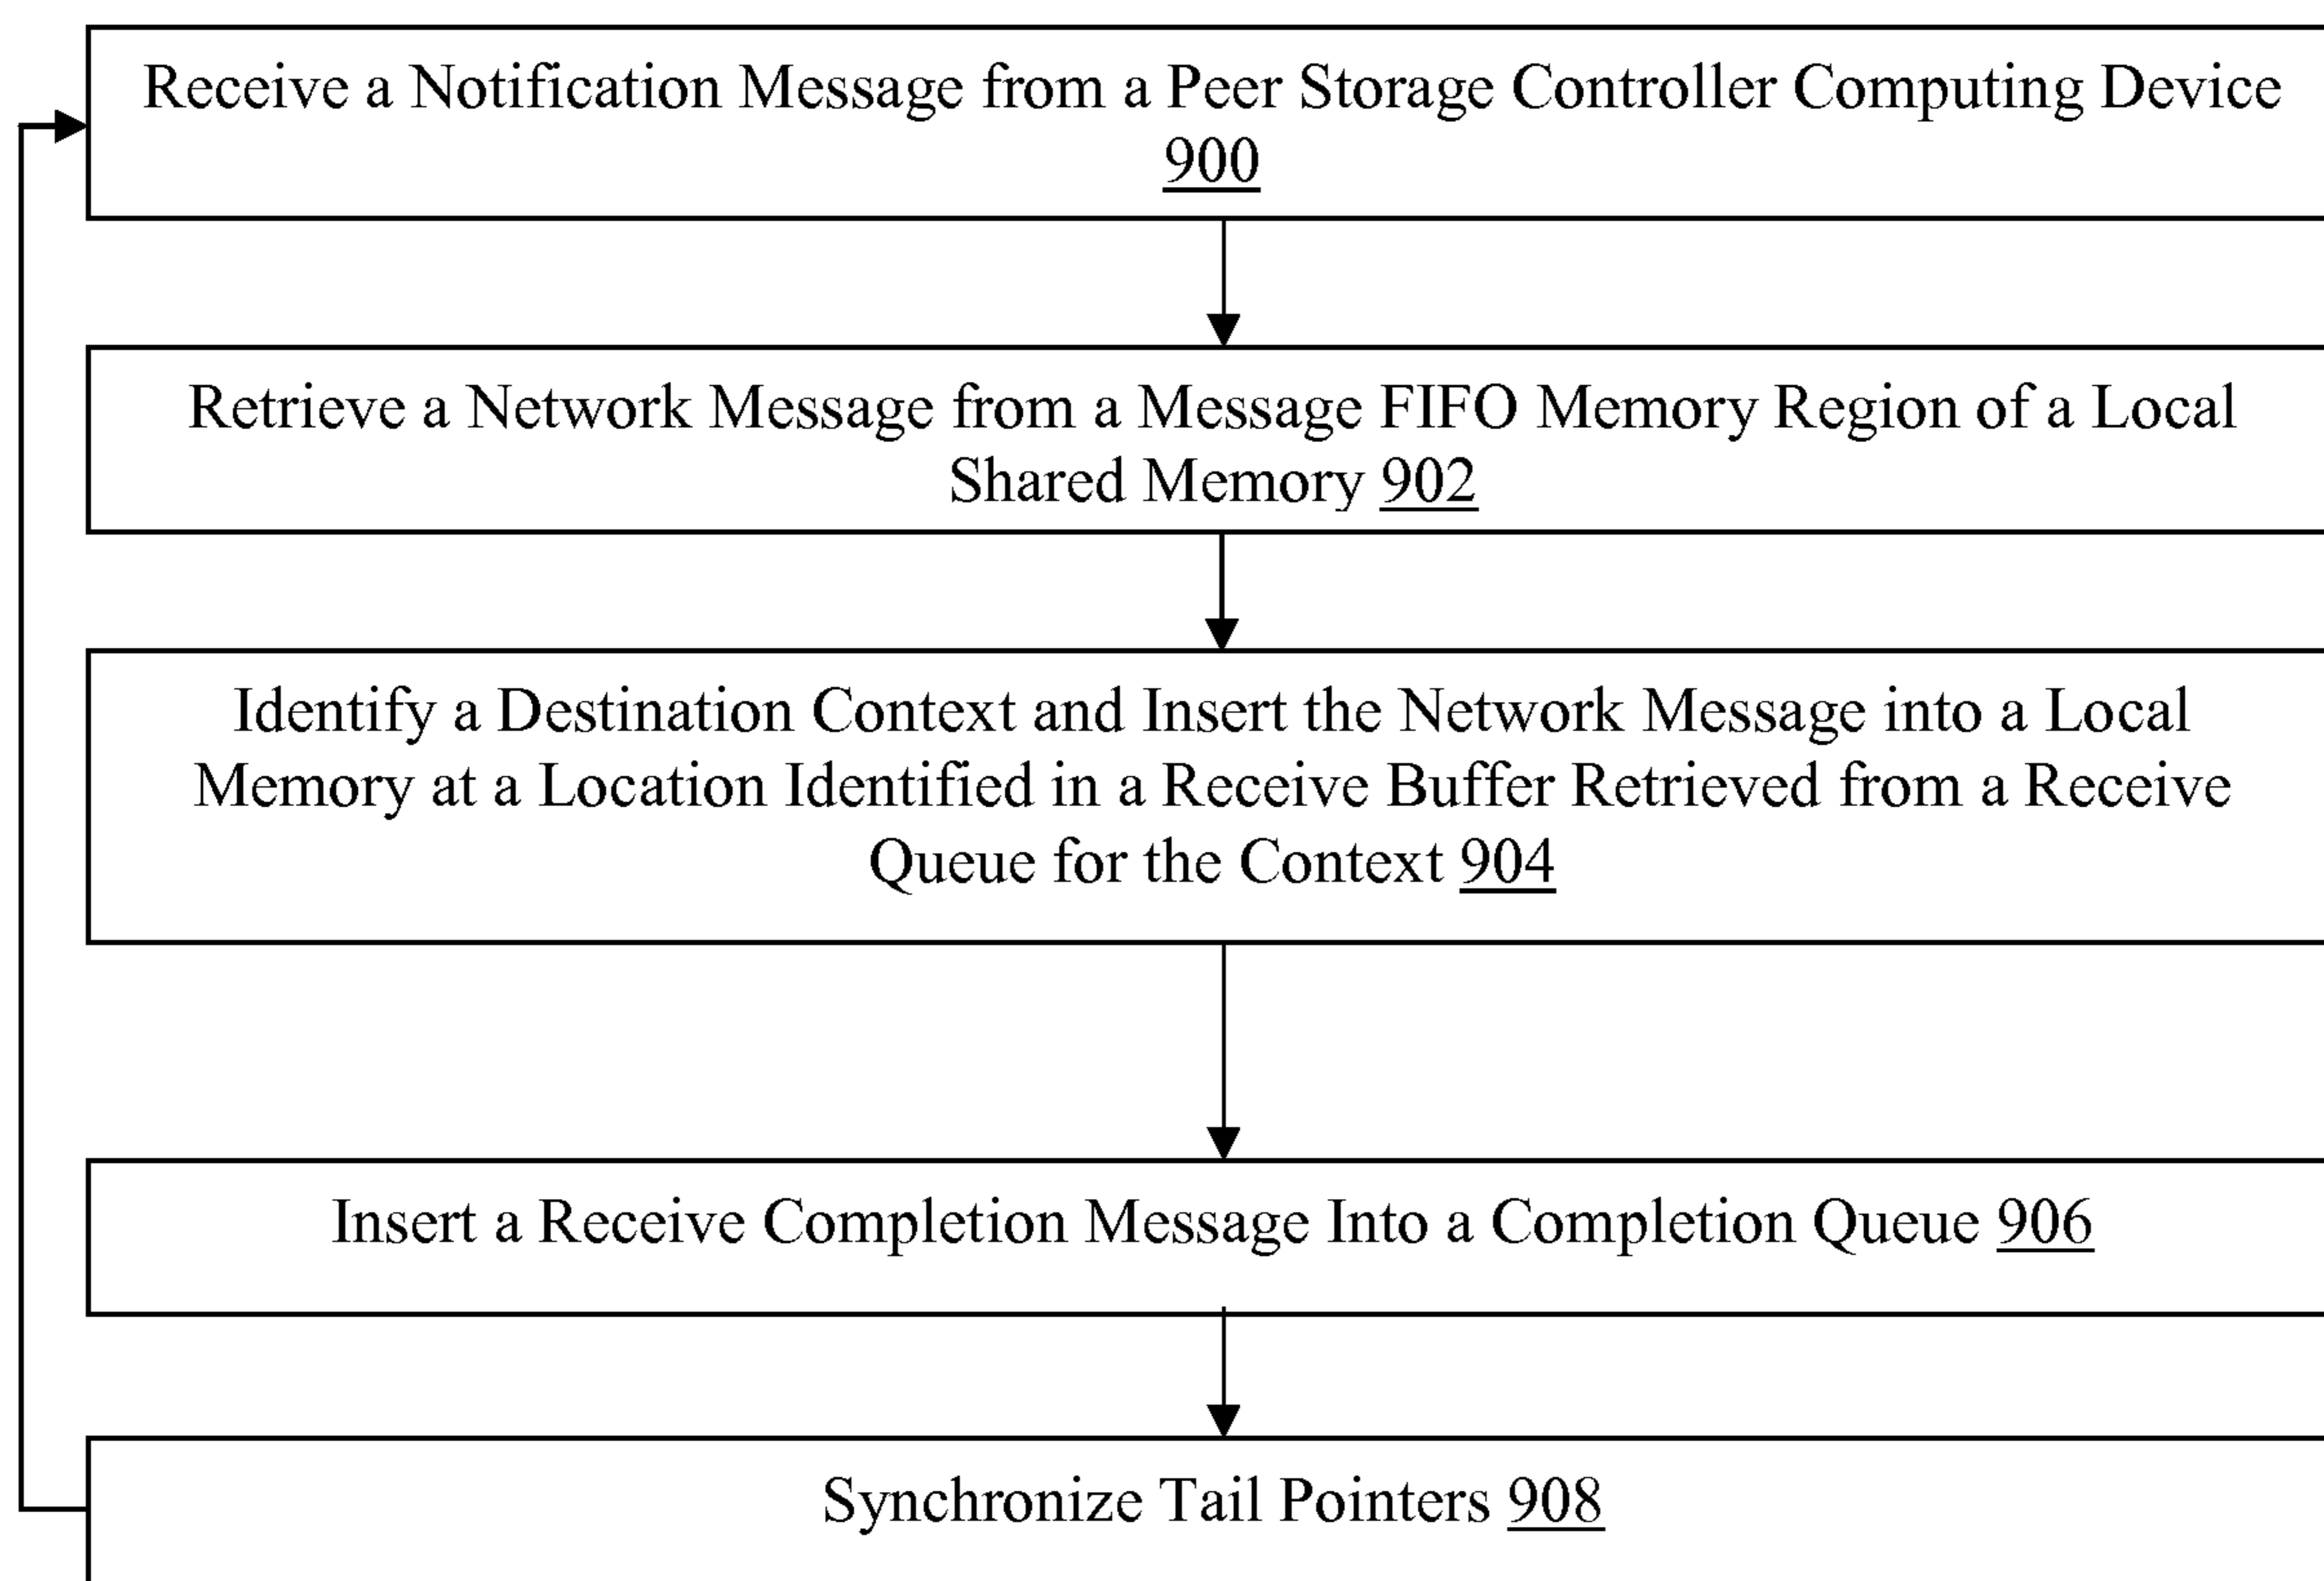 Receive a Notification Message from a Peer Storage Controller Computing Device
900
Retrieve a Network Message from a Message FIFO Memory Region of a Local
Shared Memory 902
Identify a Destination Context and Insert the Network Message into a Local
Memory at a Location Identified in a Receive Buffer Retrieved from a Receive
Queue for the Context 904
Insert a Receive Completion Message Into a Completion Queue 906
Synchronize Tail Pointers 908